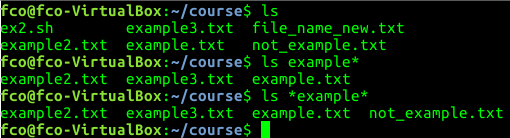 fco@fco-VirtualBox:~/course$ ls
ex2.sh example3.txt file_name_new.txt
example2.txt example.txt not_example.txt
fco@fco-VirtualBox:~/course$ ls example*
example2.txt example3.txt example.txt
fco@fco-VirtualBox:~/course$ ls *example*
example2.txt example3.txt example.txt not_example.txt
fco@fco-VirtualBox:~/course$